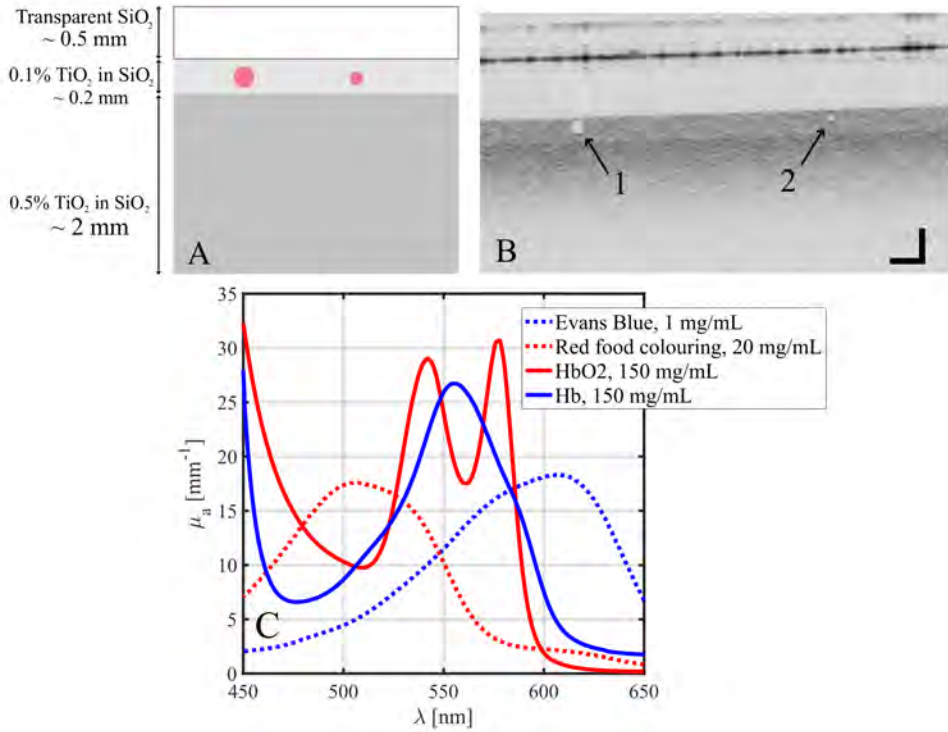 Transparent SiO₂
~ 0.5 mm
0.1% TiO₂ in SiO₂
~ 0.2 mm
0.5% TiO₂ in SiO₂
~ 2 mm
A
1
2
B
35
30
25
20
15
10
5
0
μₐ [mm⁻¹]
Evans Blue, 1 mg/mL
Red food colouring, 20 mg/mL
HbO2, 150 mg/mL
Hb, 150 mg/mL
C
450 500 550 600 650
λ [nm]